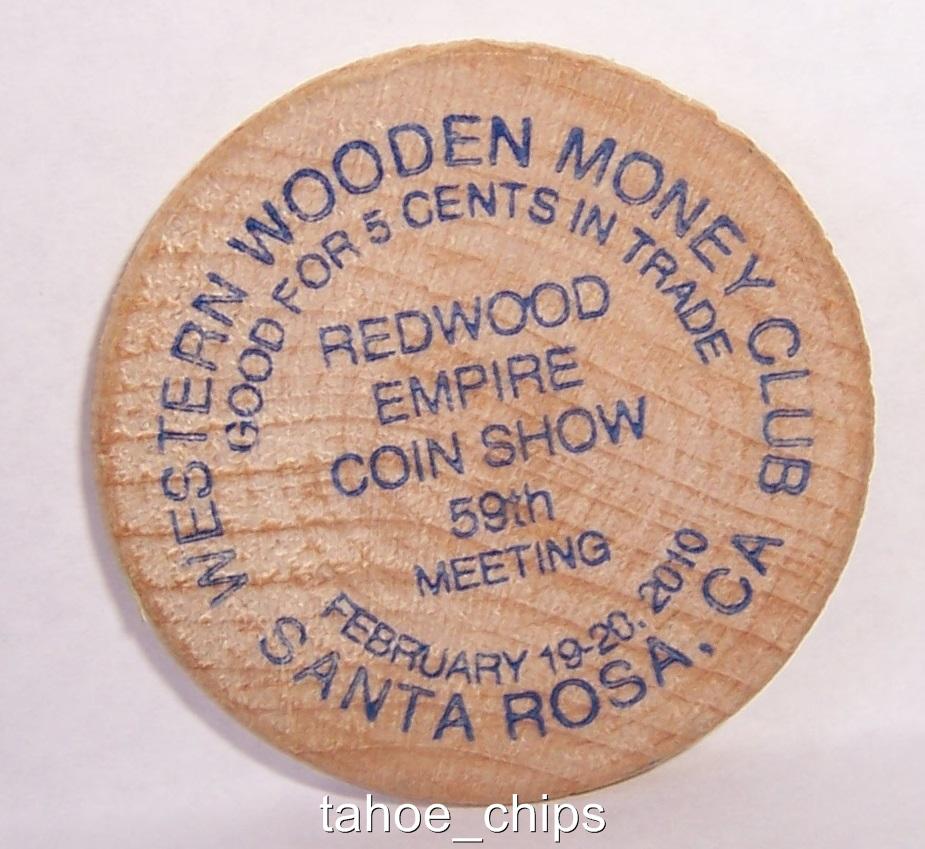 WESTERN WOODEN MONEY CLUB
GOOD FOR 5 CENTS IN TRADE
REDWOOD
EMPIRE
COIN SHOW
59th
MEETING
FEBRUARY 19-20, 2010
SANTA ROSA, CA
tahoe_chips